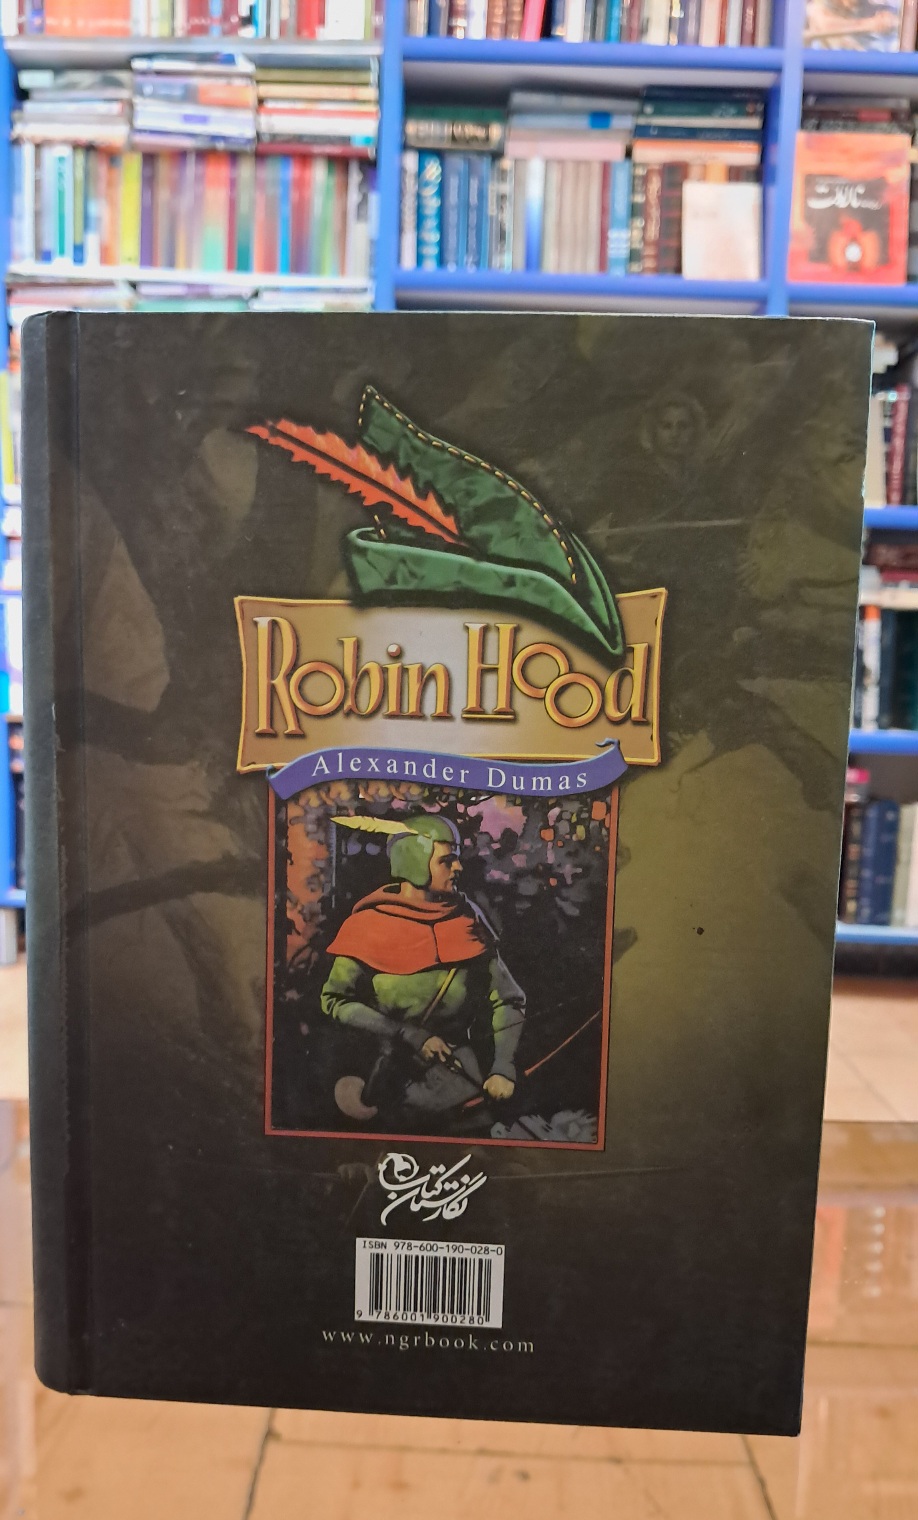 Robin Hood
Alexander Dumas
نگارستان کتاب
ISBN 978-600-190-028-0
9 786001 900280
www.ngrbook.com